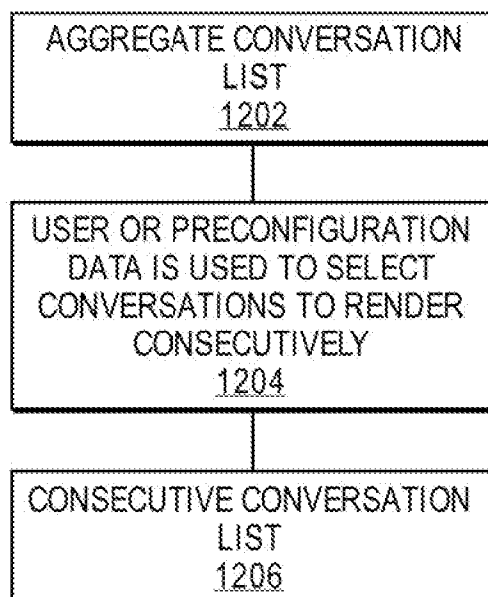 AGGREGATE CONVERSATION
LIST
1202
USER OR PRECONFIGURATION
DATA IS USED TO SELECT
CONVERSATIONS TO RENDER
CONSECUTIVELY
1204
CONSECUTIVE CONVERSATION
LIST
1206